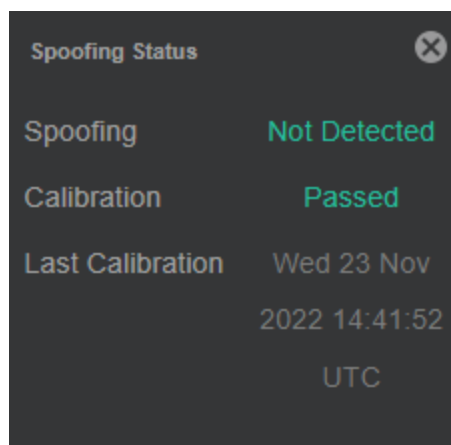 Spoofing Status
Spoofing Not Detected
Calibration Passed
Last Calibration Wed 23 Nov
2022 14:41:52
UTC